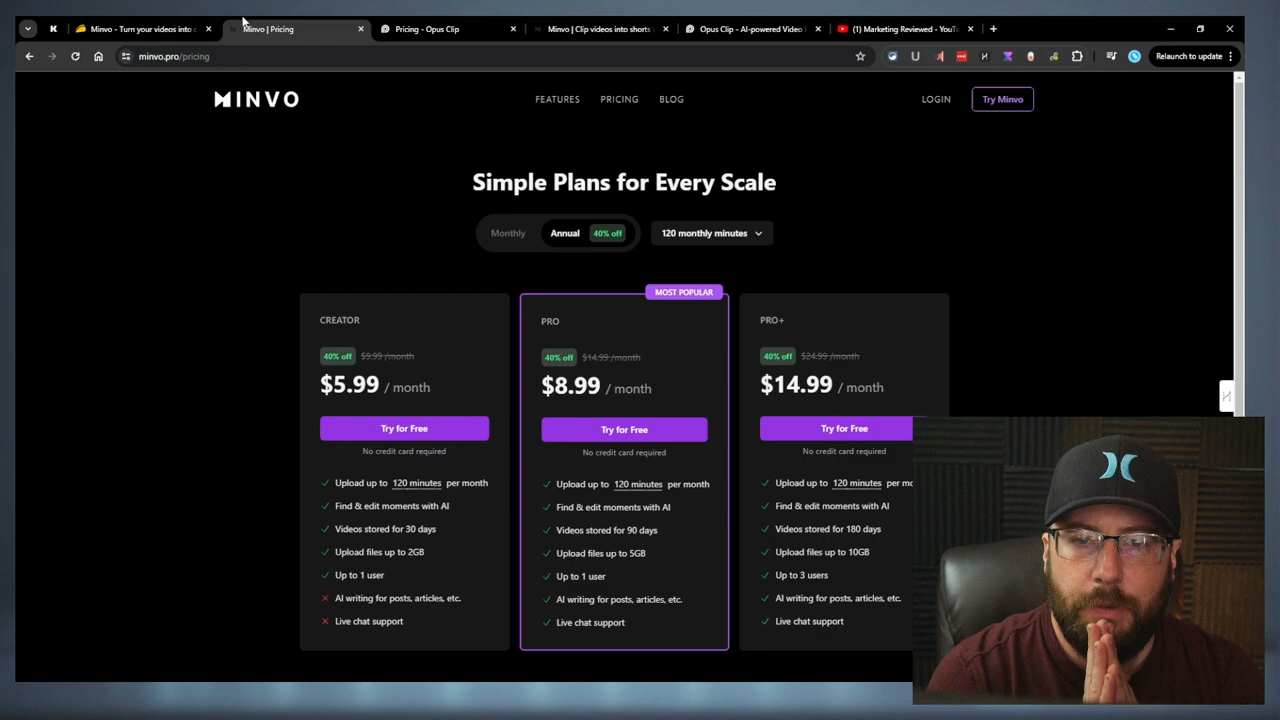 Minvo - Turn your videos into c
Minvo | Pricing
Pricing - Opus Clip
Minvo | Clip videos into shorts
Opus Clip - AI-powered Video
(1) Marketing Reviewed - YouTu
minvo.pro/pricing
Relaunch to update
MINVO
FEATURES
PRICING
BLOG
LOGIN
Try Minvo
Simple Plans for Every Scale
Monthly
Annual 40% off
120 monthly minutes
CREATOR
40% off $9.99 /month
$5.99 / month
Try for Free
No credit card required
Upload up to 120 minutes per month
Find & edit moments with AI
Videos stored for 30 days
Upload files up to 2GB
Up to 1 user
AI writing for posts, articles, etc.
Live chat support
MOST POPULAR
PRO
40% off $14.99 /month
$8.99 / month
Try for Free
No credit card required
Upload up to 120 minutes per month
Find & edit moments with AI
Videos stored for 90 days
Upload files up to 5GB
Up to 1 user
AI writing for posts, articles, etc.
Live chat support
PRO+
40% off $24.99 /month
$14.99 / month
Try for Free
No credit card required
Upload up to 120 minutes per mo
Find & edit moments with AI
Videos stored for 180 days
Upload files up to 10GB
Up to 3 users
AI writing for posts, articles, etc.
Live chat support